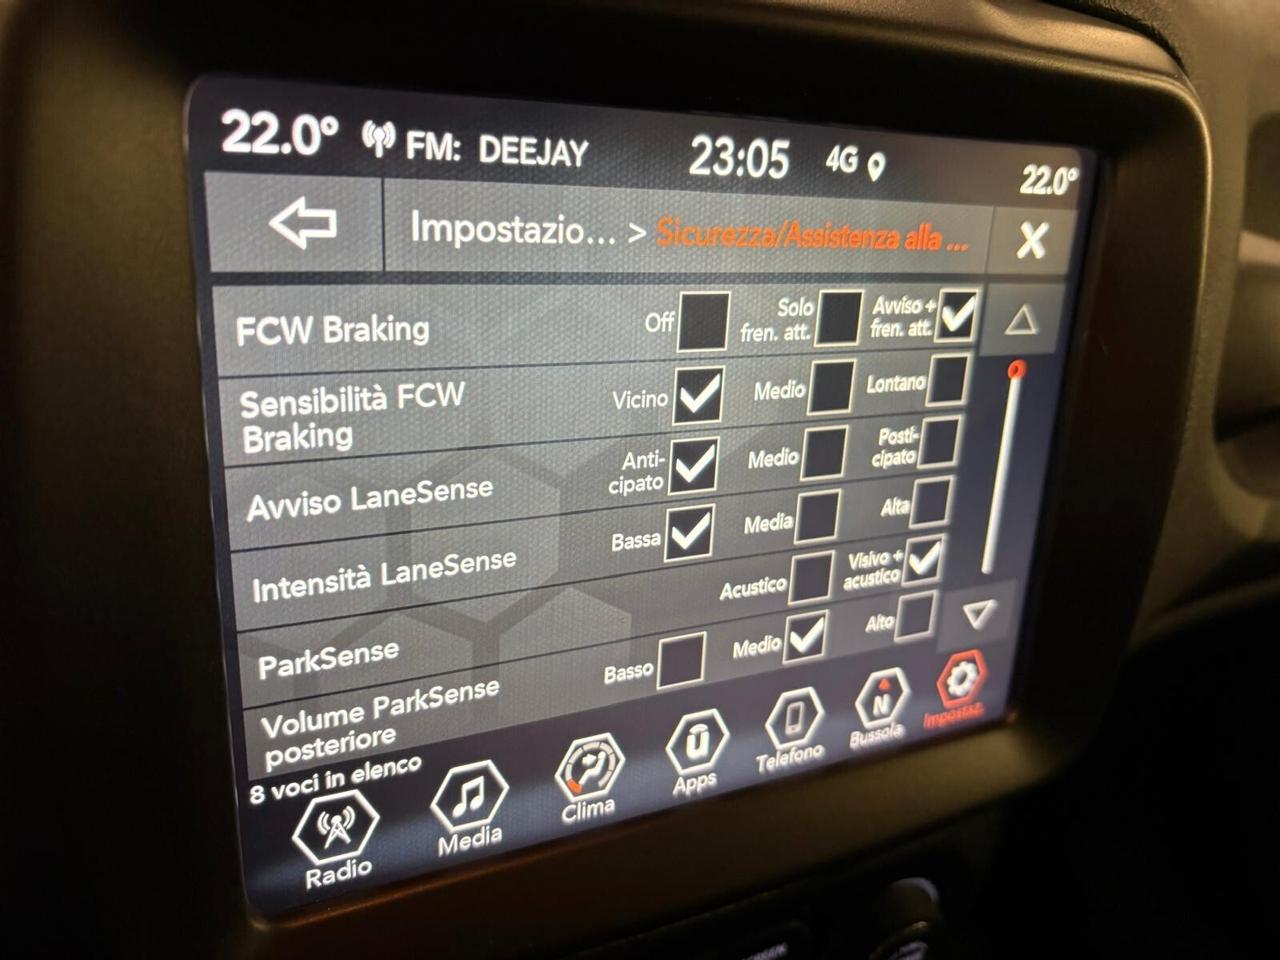 22.0° FM: DEEJAY 23:05 4G 22.0°
Impostazio... > Sicurezza/Assistenza alla ... X
FCW Braking Off Solo fren. att. Avviso + fren. att.
Sensibilità FCW Braking Vicino Medio Lontano
Avviso LaneSense Anti-cipato Medio Posti-cipato
Intensità LaneSense Bassa Media Alta
ParkSense Acustico Visivo + acustico
Volume ParkSense posteriore Basso Medio Alto
8 voci in elenco
Radio Media Clima Apps Telefono N Bussola Impostaz.